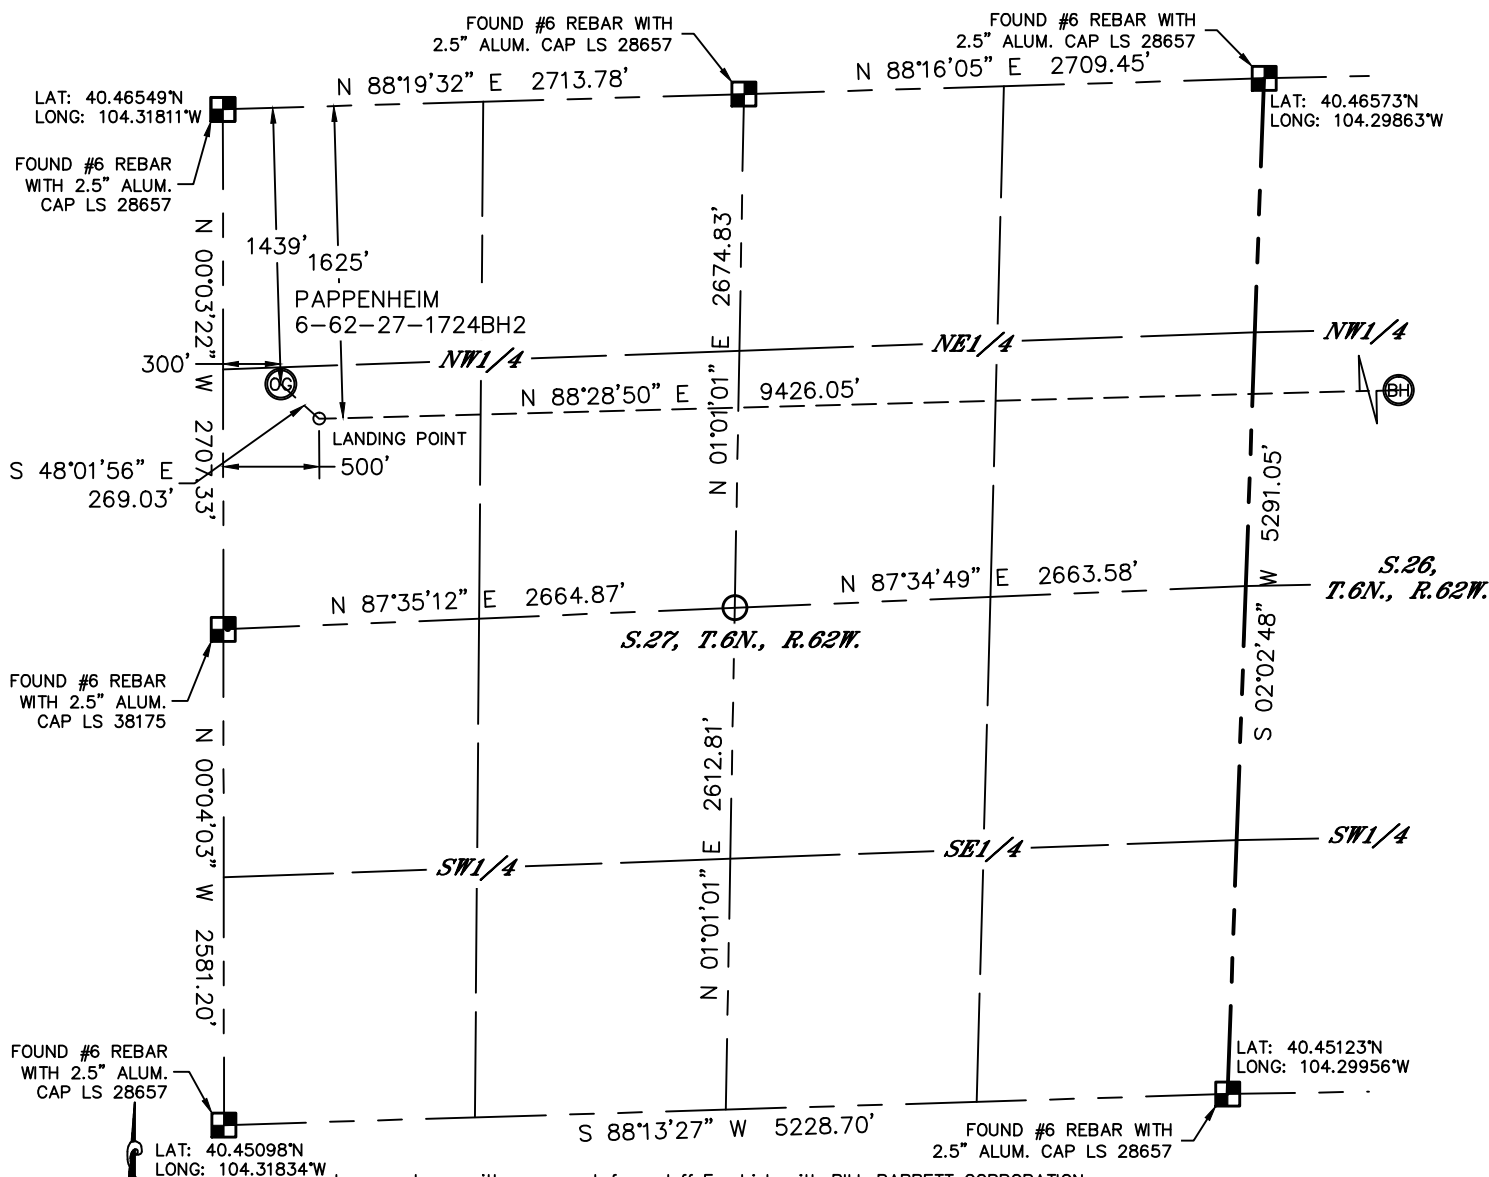 FOUND #6 REBAR WITH
2.5" ALUM. CAP LS 28657
FOUND #6 REBAR WITH
2.5" ALUM. CAP LS 28657
N 88°19'32" E 2713.78'
N 88°16'05" E 2709.45'
LAT: 40.46549°N
LONG: 104.31811°W
LAT: 40.46573°N
LONG: 104.29863°W
FOUND #6 REBAR
WITH 2.5" ALUM.
CAP LS 28657
N 00°03'22" W 2707.33'
1439'
1625'
N 01°01'01" E 2674.83'
PAPPENHEIM
6-62-27-1724BH2
300'
NW1/4
NE1/4
NW1/4
OG
N 88°28'50" E 9426.05'
BH
LANDING POINT
500'
S 48°01'56" E
269.03'
S 02°02'48" W 5291.05'
N 87°35'12" E 2664.87'
N 87°34'49" E 2663.58'
S.26,
T.6N., R.62W.
S.27, T.6N., R.62W.
FOUND #6 REBAR
WITH 2.5" ALUM.
CAP LS 38175
N 00°04'03" W 2581.20'
N 01°01'01" E 2612.81'
SW1/4
SE1/4
SW1/4
FOUND #6 REBAR
WITH 2.5" ALUM.
CAP LS 28657
LAT: 40.45123°N
LONG: 104.29956°W
S 88°13'27" W 5228.70'
FOUND #6 REBAR WITH
2.5" ALUM. CAP LS 28657
LAT: 40.45098°N
LONG: 104.31834°W